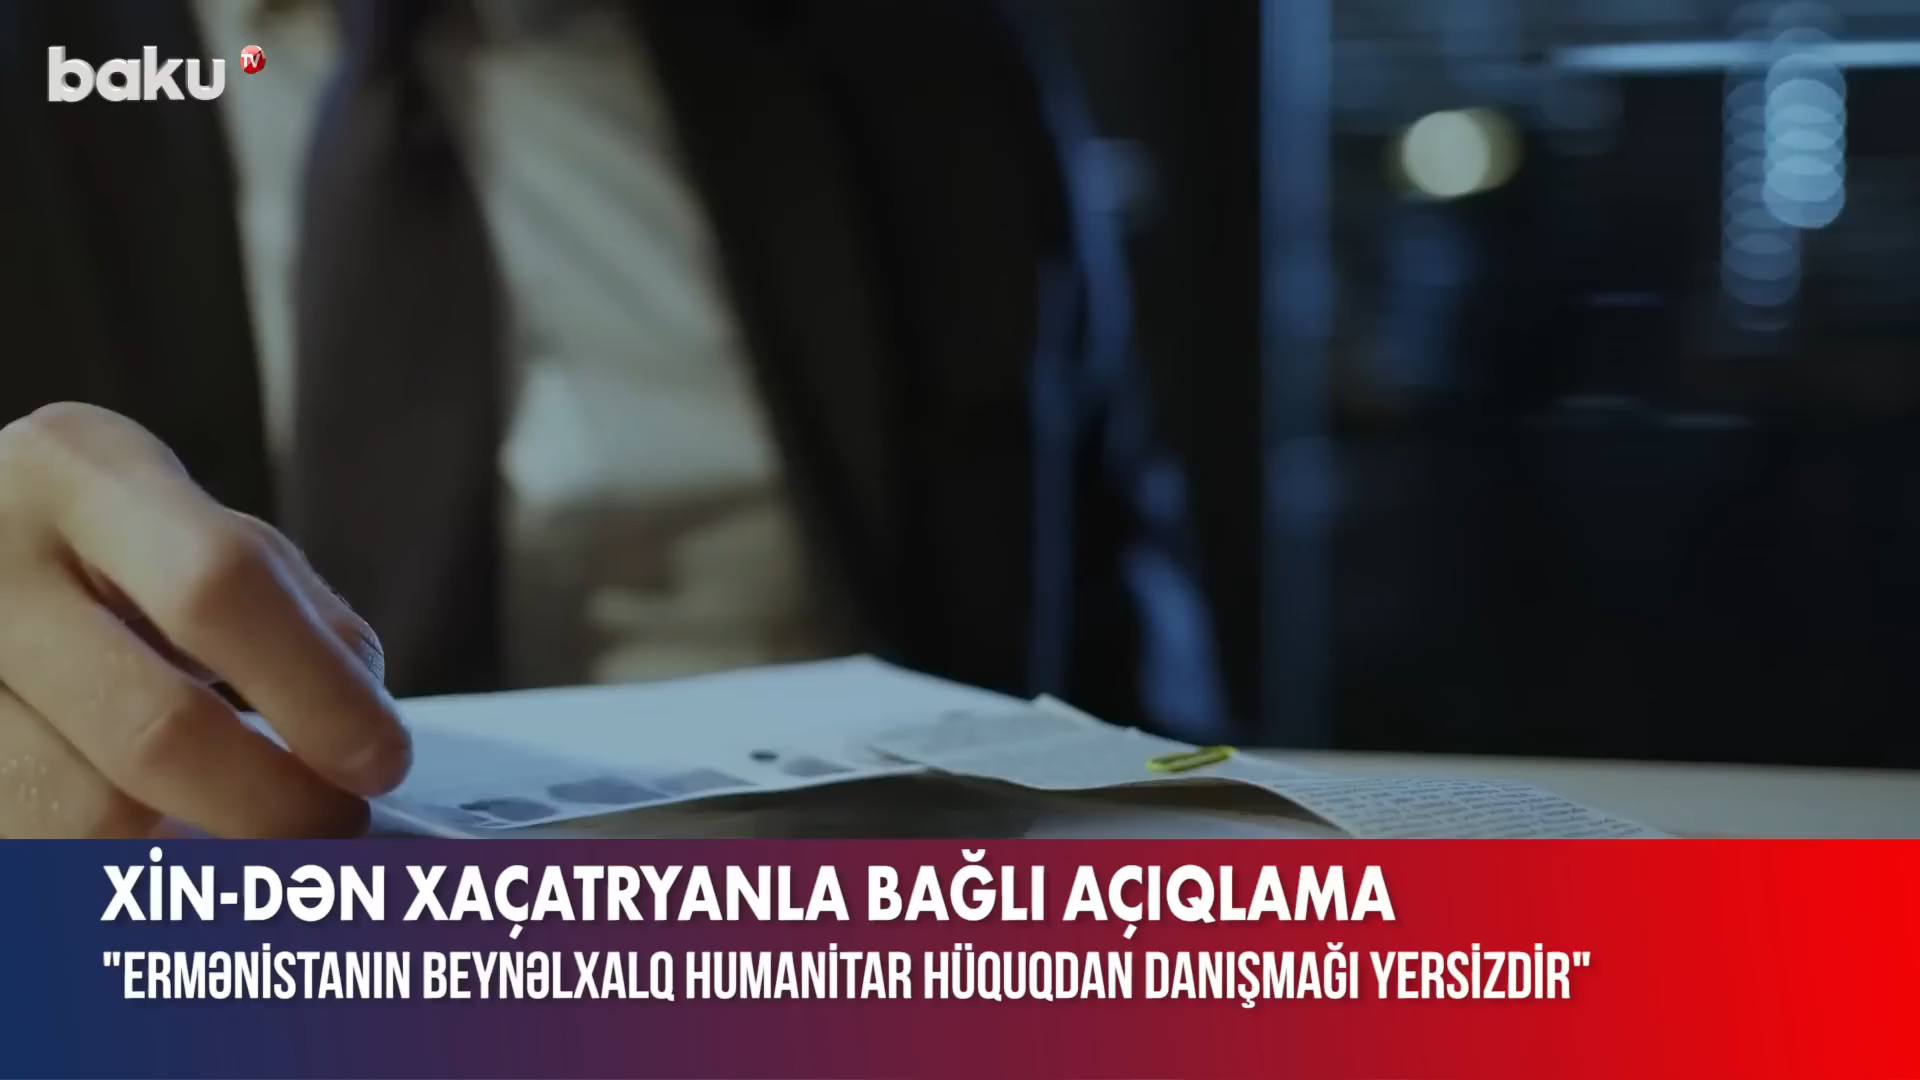 baku TV
XİN-DƏN XAÇATRYANLA BAĞLI AÇIQLAMA
"ERMƏNİSTANIN BEYNƏLXALQ HUMANİTAR HÜQUQDAN DANIŞMAĞI YERSİZDİR"